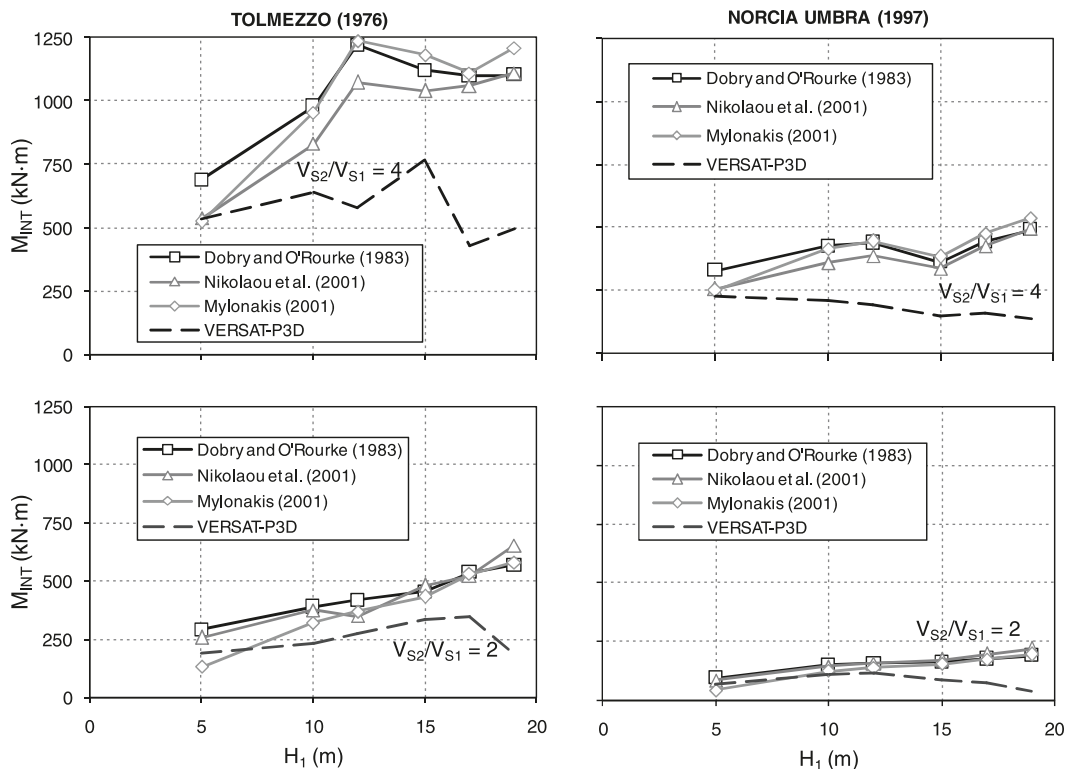 TOLMEZZO (1976)
1250
1000
750
500
250
0
M_INT (kN·m)
V_S2/V_S1 = 4
Dobry and O'Rourke (1983)
Nikolaou et al. (2001)
Mylonakis (2001)
VERSAT-P3D
NORCIA UMBRA (1997)
Dobry and O'Rourke (1983)
Nikolaou et al. (2001)
Mylonakis (2001)
VERSAT-P3D
V_S2/V_S1 = 4
1250
1000
750
500
250
0
M_INT (kN·m)
Dobry and O'Rourke (1983)
Nikolaou et al. (2001)
Mylonakis (2001)
VERSAT-P3D
V_S2/V_S1 = 2
0 5 10 15 20
H_1 (m)
Dobry and O'Rourke (1983)
Nikolaou et al. (2001)
Mylonakis (2001)
VERSAT-P3D
V_S2/V_S1 = 2
0 5 10 15 20
H_1 (m)